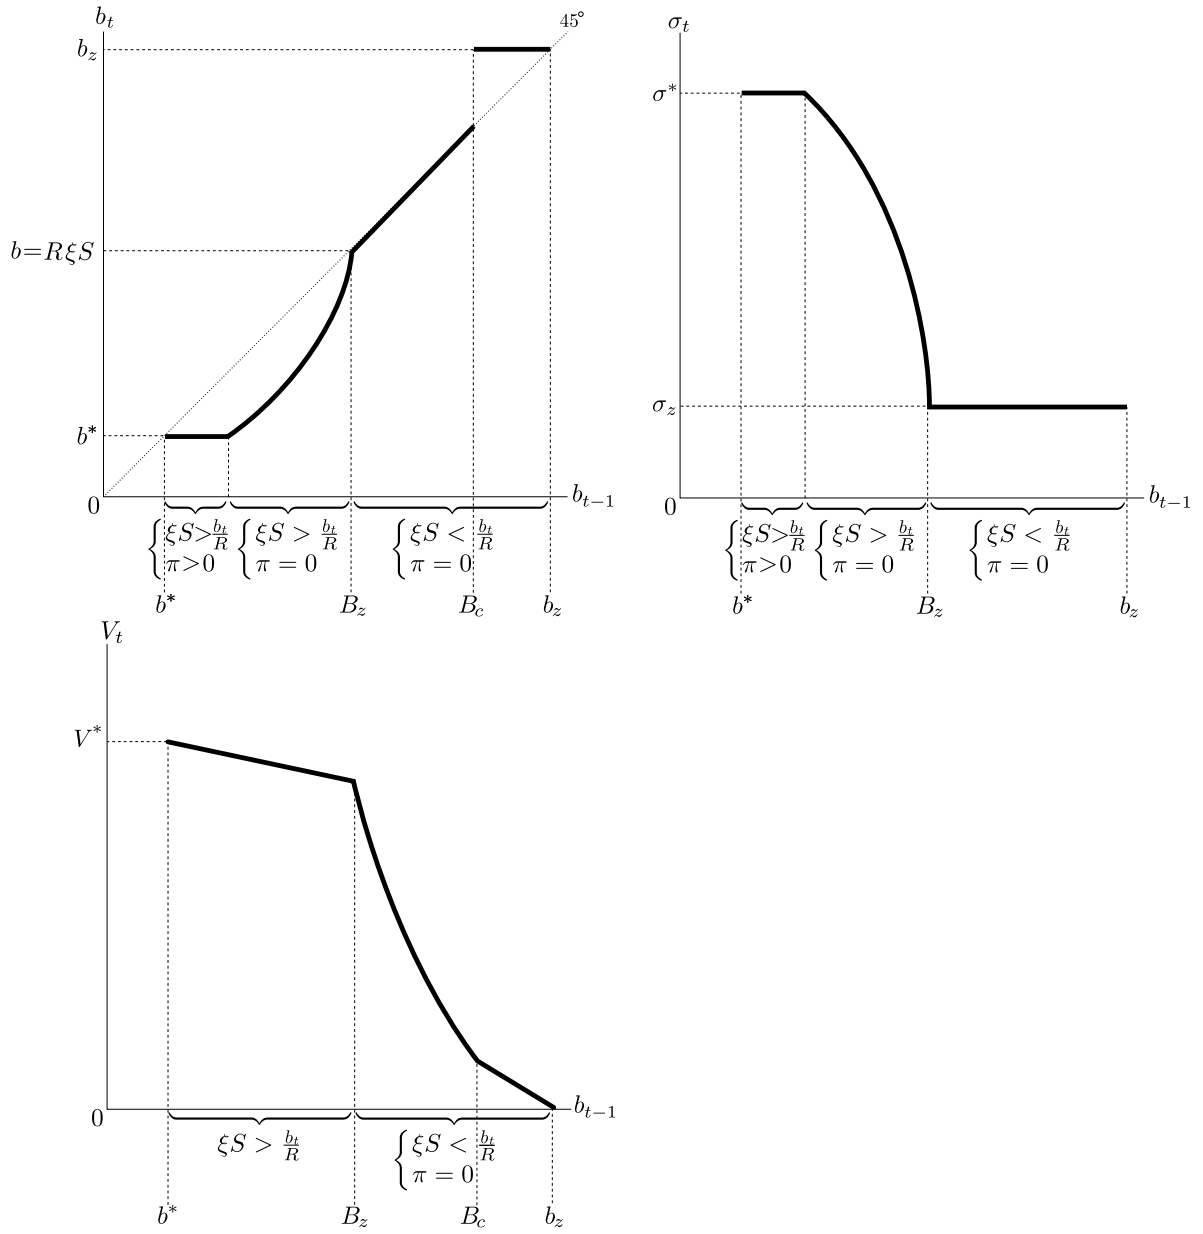 b_t
45°
b_z
b=RξS
b*
0
b_{t−1}
{ ξS>b_t/R
π>0
{ ξS > b_t/R
π = 0
{ ξS < b_t/R
π = 0
b*
B_z
B_c
b_z
σ_t
σ*
σ_z
0
b_{t−1}
{ ξS>b_t/R
π>0
{ ξS > b_t/R
π = 0
{ ξS < b_t/R
π = 0
b*
B_z
b_z
V_t
V*
0
b_{t−1}
ξS > b_t/R
{ ξS < b_t/R
π = 0
b*
B_z
B_c
b_z